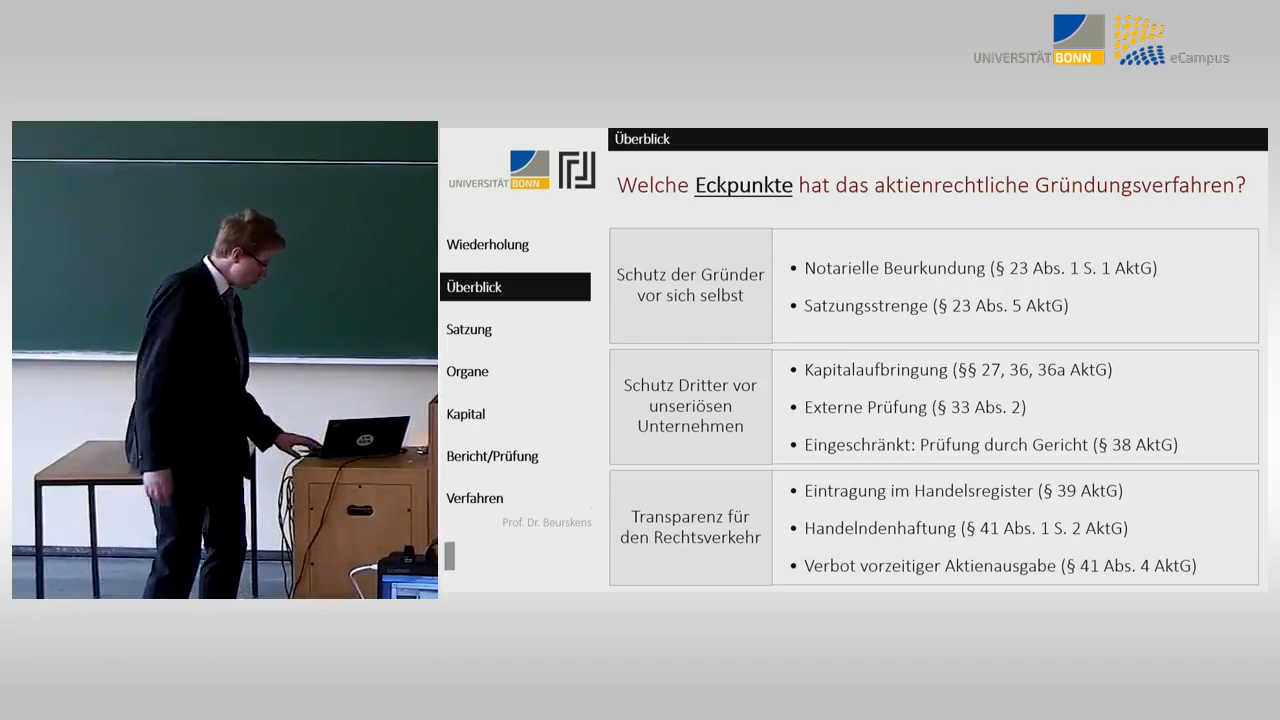 UNIVERSITÄT BONN
eCampus
UNIVERSITÄT BONN
Wiederholung
Überblick
Satzung
Organe
Kapital
Bericht/Prüfung
Verfahren
Prof. Dr. Beurskens
Überblick
Welche Eckpunkte hat das aktienrechtliche Gründungsverfahren?
Schutz der Gründer
vor sich selbst
• Notarielle Beurkundung (§ 23 Abs. 1 S. 1 AktG)
• Satzungsstrenge (§ 23 Abs. 5 AktG)
Schutz Dritter vor
unseriösen
Unternehmen
• Kapitalaufbringung (§§ 27, 36, 36a AktG)
• Externe Prüfung (§ 33 Abs. 2)
• Eingeschränkt: Prüfung durch Gericht (§ 38 AktG)
Transparenz für
den Rechtsverkehr
• Eintragung im Handelsregister (§ 39 AktG)
• Handelndenhaftung (§ 41 Abs. 1 S. 2 AktG)
• Verbot vorzeitiger Aktienausgabe (§ 41 Abs. 4 AktG)